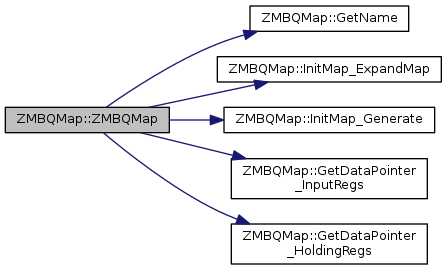 ZMBQMap::GetName
ZMBQMap::InitMap_ExpandMap
ZMBQMap::ZMBQMap
ZMBQMap::InitMap_Generate
ZMBQMap::GetDataPointer
_InputRegs
ZMBQMap::GetDataPointer
_HoldingRegs